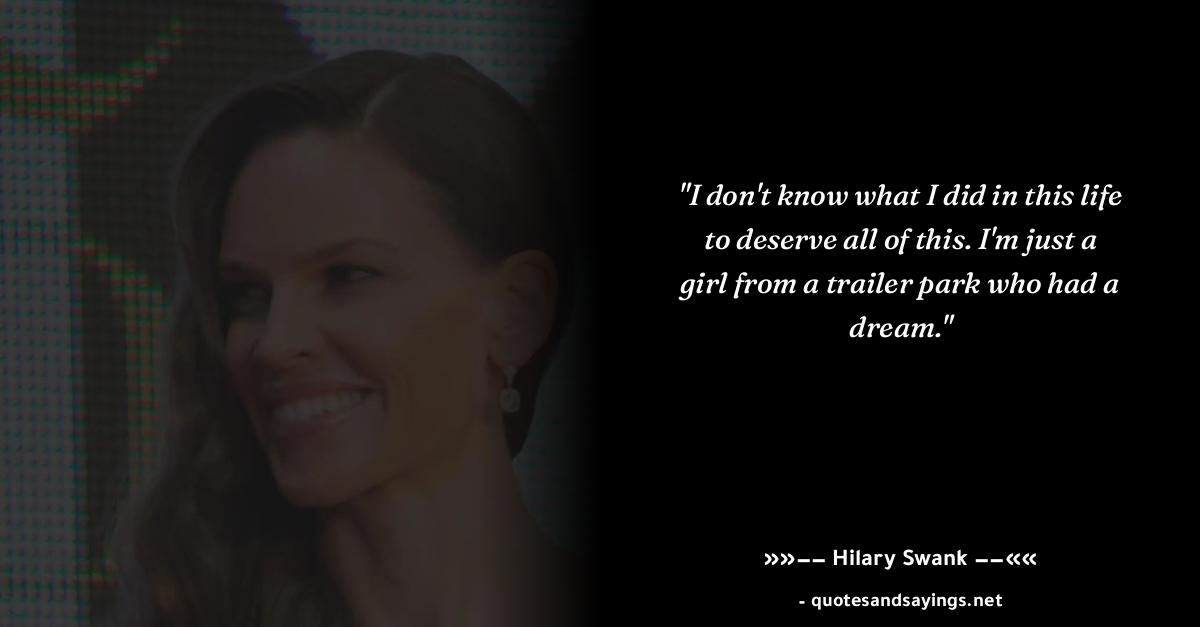 "I don't know what I did in this life
to deserve all of this. I'm just a
girl from a trailer park who had a
dream."
»»−− Hilary Swank −−««
- quotesandsayings.net